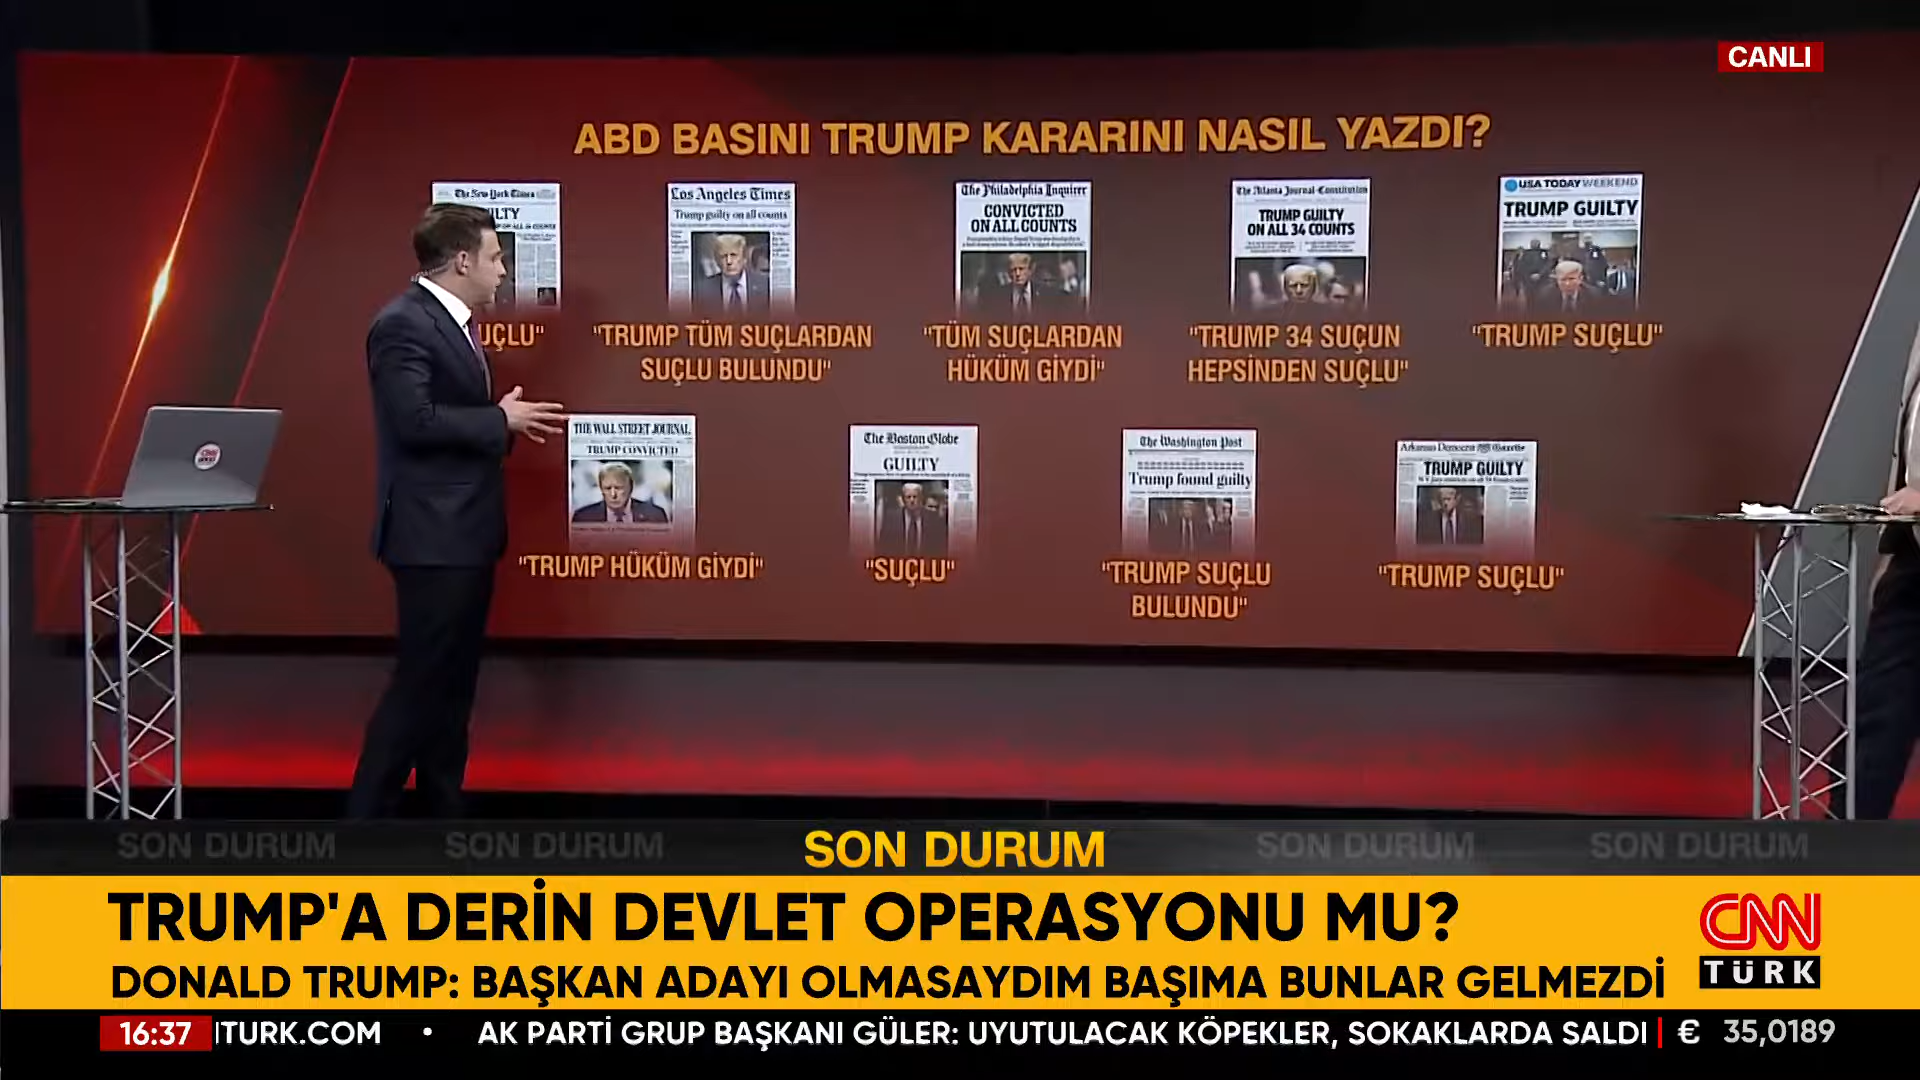 CANLI
ABD BASINI TRUMP KARARINI NASIL YAZDI?
The New York Times
Los Angeles Times
Trump guilty on all counts
The Philadelphia Inquirer
CONVICTED
ON ALL COUNTS
The Atlanta Journal-Constitution
TRUMP GUILTY
ON ALL 34 COUNTS
USA TODAY WEEKEND
TRUMP GUILTY
"TRUMP TÜM SUÇLARDAN
SUÇLU BULUNDU"
"TÜM SUÇLARDAN
HÜKÜM GİYDİ"
"TRUMP 34 SUÇUN
HEPSİNDEN SUÇLU"
"TRUMP SUÇLU"
THE WALL STREET JOURNAL.
TRUMP CONVICTED
The Boston Globe
GUILTY
The Washington Post
Trump found guilty
Arkansas Democrat Gazette
TRUMP GUILTY
"TRUMP HÜKÜM GİYDİ"
"SUÇLU"
"TRUMP SUÇLU
BULUNDU"
"TRUMP SUÇLU"
SON DURUM SON DURUM SON DURUM SON DURUM SON DURUM
TRUMP'A DERİN DEVLET OPERASYONU MU?
DONALD TRUMP: BAŞKAN ADAYI OLMASAYDIM BAŞIMA BUNLAR GELMEZDİ
CNN
TÜRK
16:37 TURK.COM • AK PARTİ GRUP BAŞKANI GÜLER: UYUTULACAK KÖPEKLER, SOKAKLARDA SALDI € 35,0189